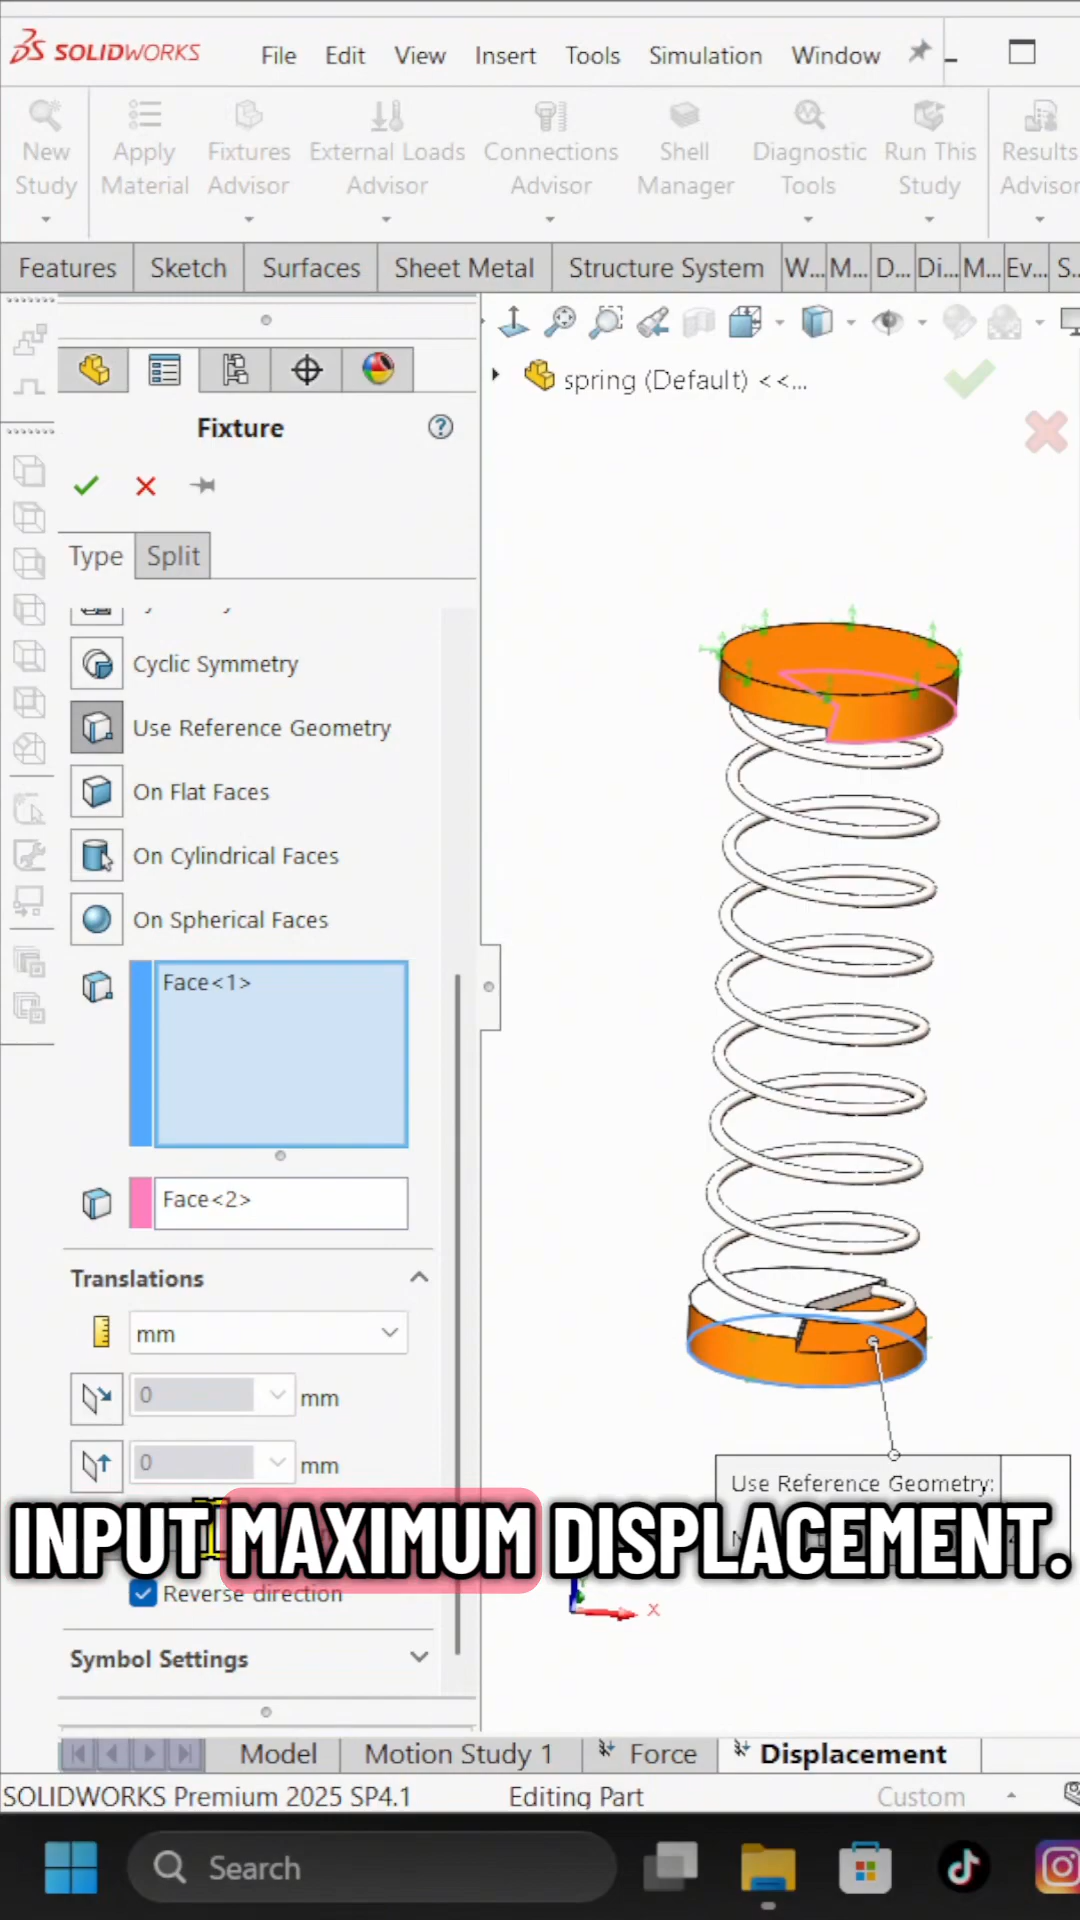 SOLIDWORKS File Edit View Insert Tools Simulation Window
New Study
Apply Material
Fixtures Advisor
External Loads Advisor
Connections Advisor
Shell Manager
Diagnostic Tools
Run This Study
Results
Features Sketch Surfaces Sheet Metal Structure System W... M... D... Di... M... Ev... S...
spring (Default) <<...
Fixture
Type Split
Cyclic Symmetry
Use Reference Geometry
On Flat Faces
On Cylindrical Faces
On Spherical Faces
Face<1>
Face<2>
Translations
mm
0 mm
0 mm
Use Reference Geometry:
INPUT MAXIMUM DISPLACEMENT.
Reverse direction
x
Symbol Settings
Model Motion Study 1 Force Displacement
SOLIDWORKS Premium 2025 SP4.1 Editing Part Custom
Search